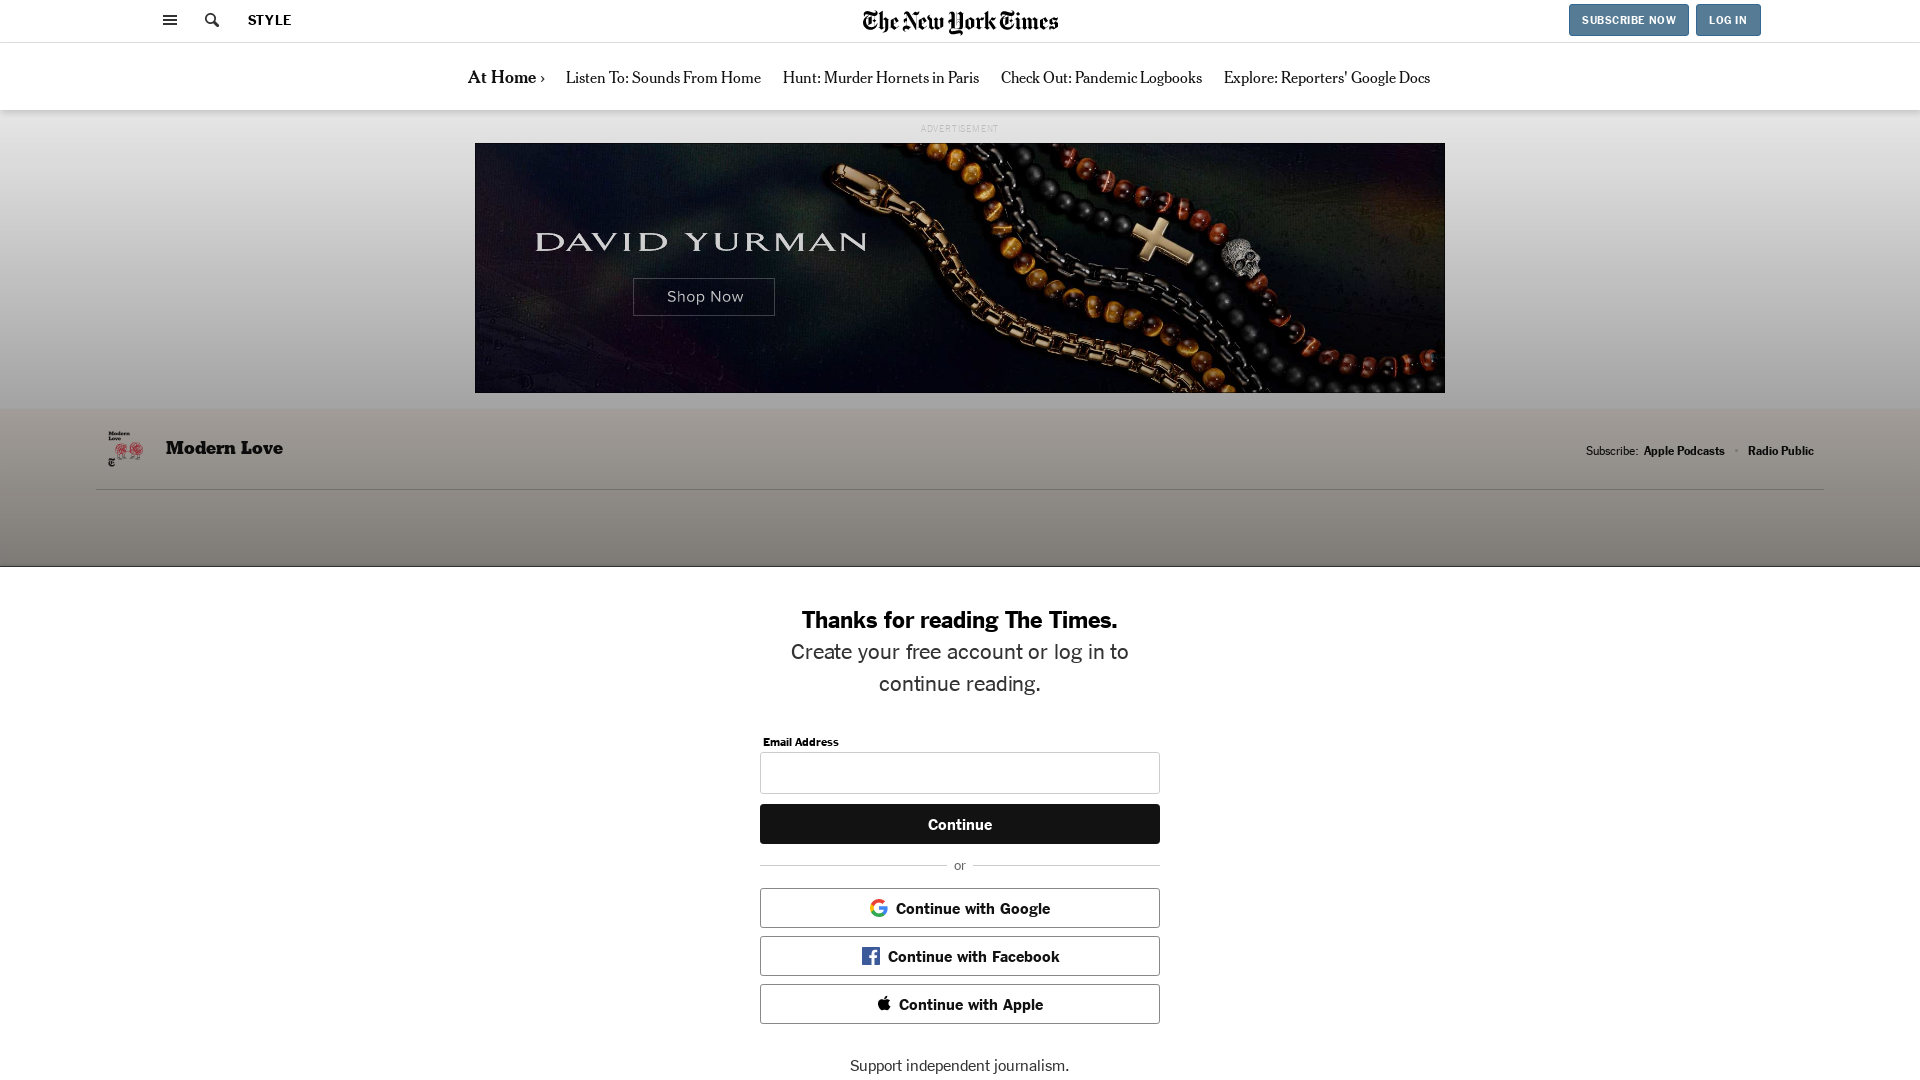 STYLE
The New York Times
SUBSCRIBE NOW
LOG IN
At Home ›
Listen To: Sounds From Home
Hunt: Murder Hornets in Paris
Check Out: Pandemic Logbooks
Explore: Reporters' Google Docs
ADVERTISEMENT
DAVID YURMAN
Shop Now
Modern
Love
Modern Love
Subscribe: Apple Podcasts • Radio Public
Thanks for reading The Times.
Create your free account or log in to
continue reading.
Email Address
Continue
or
Continue with Google
Continue with Facebook
Continue with Apple
Support independent journalism.